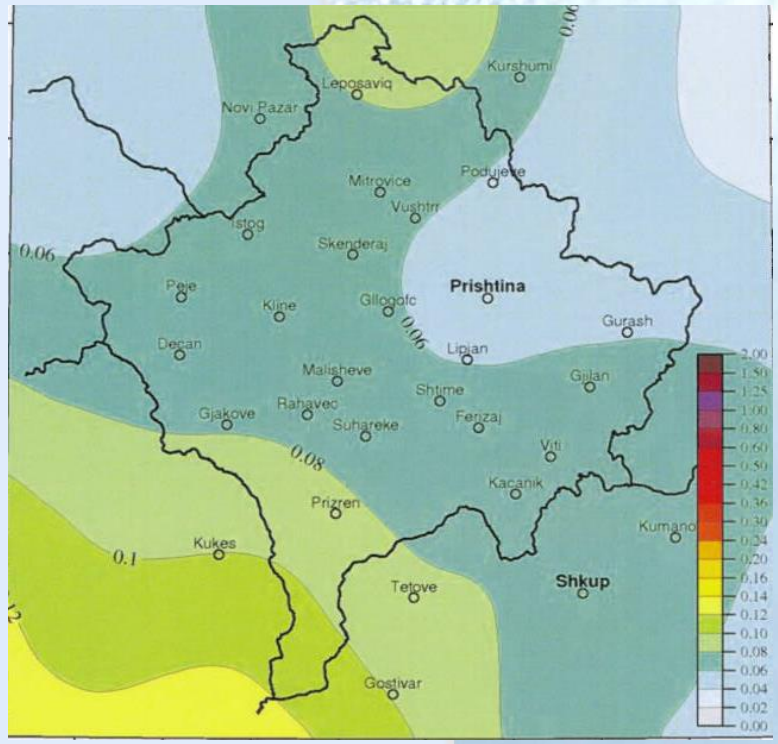 0.06
Kurshumi
Leposaviq
Novi Pazar
Podujeve
Mitrovice
Vushtrr
Istog
Skenderaj
0.06
Peje
Kline
Gllogofc
Prishtina
0.06
Gurash
Decan
Lipjan
Malisheve
Shtime
Gjilan
Gjakove
Rahavec
Suhareke
Ferizaj
Viti
0.08
Kacanik
Prizren
Kumano
Kukes
0.1
Tetove
Shkup
Gostivar
2.00
1.50
1.25
1.00
0.80
0.60
0.50
0.42
0.36
0.30
0.24
0.20
0.16
0.14
0.12
0.10
0.08
0.06
0.04
0.02
0.00